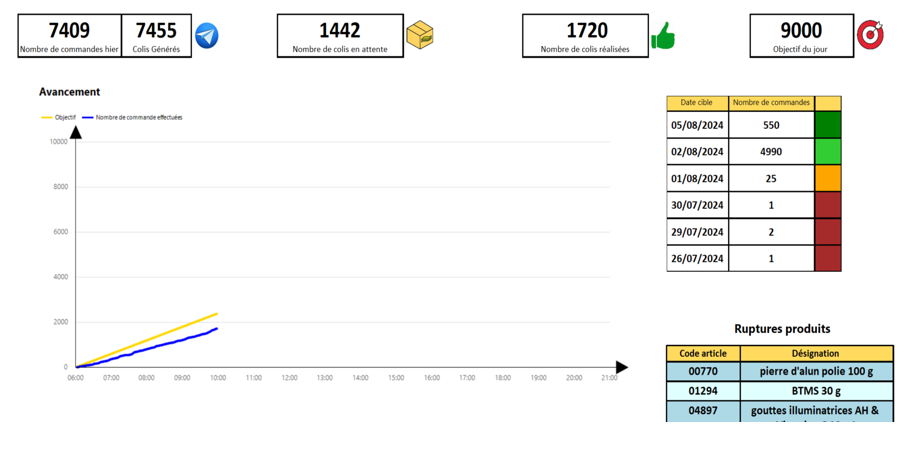 7409
Nombre de commandes hier
7455
Colis Générés
1442
Nombre de colis en attente
1720
Nombre de colis réalisées
9000
Objectif du jour
Avancement
Objectif
Nombre de commande effectuées
10000
8000
6000
4000
2000
0
06:00 07:00 08:00 09:00 10:00 11:00 12:00 13:00 14:00 15:00 16:00 17:00 18:00 19:00 20:00 21:00
Date cible Nombre de commandes
05/08/2024 550
02/08/2024 4990
01/08/2024 25
30/07/2024 1
29/07/2024 2
26/07/2024 1
Ruptures produits
Code article Désignation
00770 pierre d'alun polie 100 g
01294 BTMS 30 g
04897 gouttes illuminatrices AH &